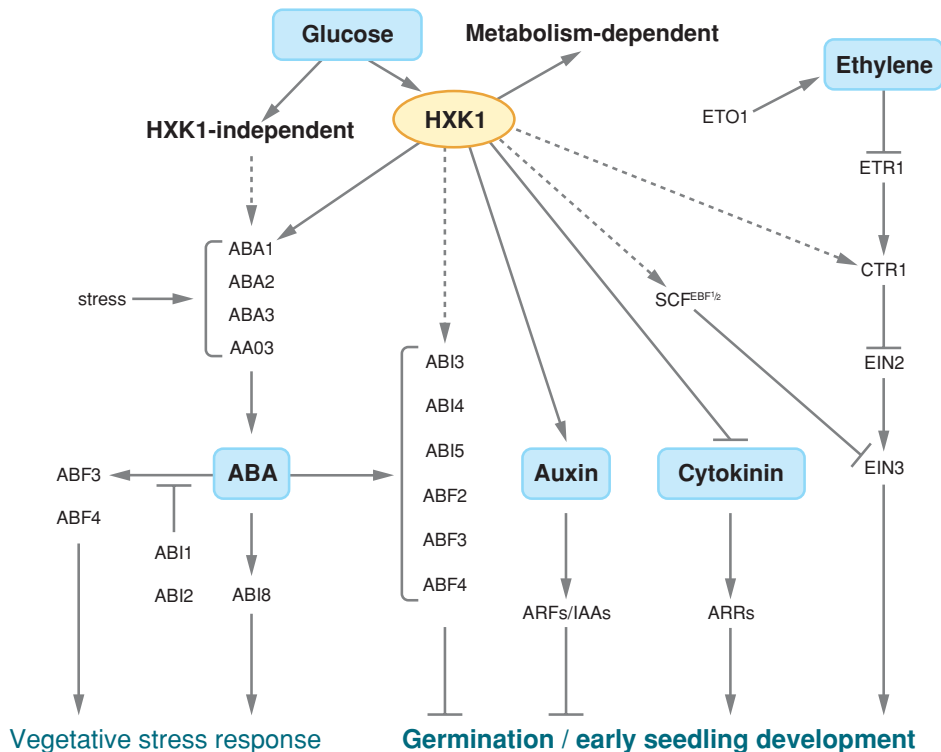 Glucose
Metabolism-dependent
Ethylene
HXK1-independent
HXK1
ETO1
ETR1
ABA1
ABA2
ABA3
AA03
stress
CTR1
SCF^EBF1/2
ABI3
ABI4
ABI5
ABF2
ABF3
ABF4
EIN2
ABF3
ABF4
ABA
Auxin
Cytokinin
EIN3
ABI1
ABI2
ABI8
ARFs/IAAs
ARRs
Vegetative stress response
Germination / early seedling development